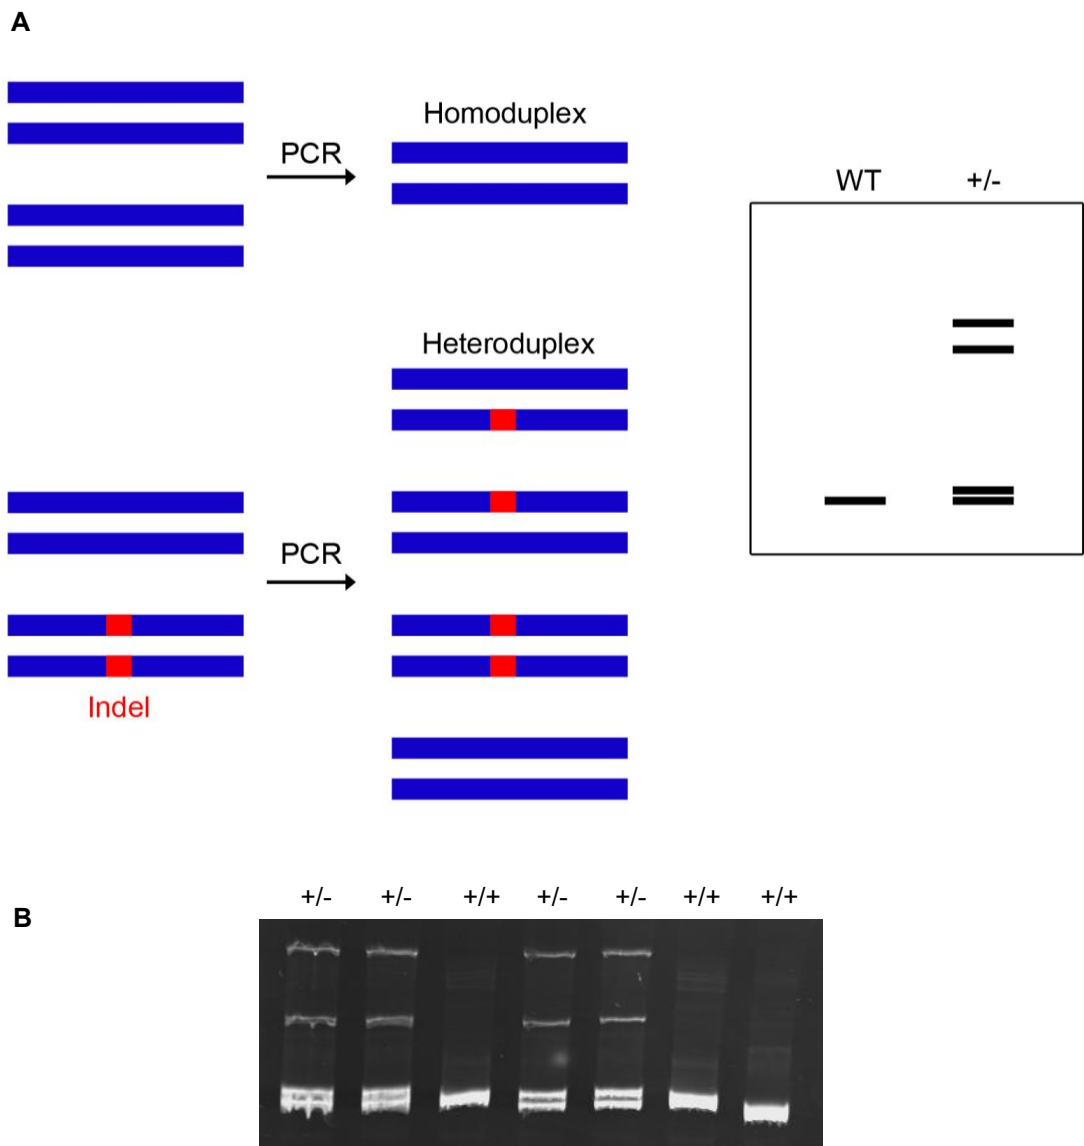 A
Homoduplex
PCR
WT +/-
Heteroduplex
PCR
Indel
+/- +/- +/+ +/- +/- +/+ +/+
B